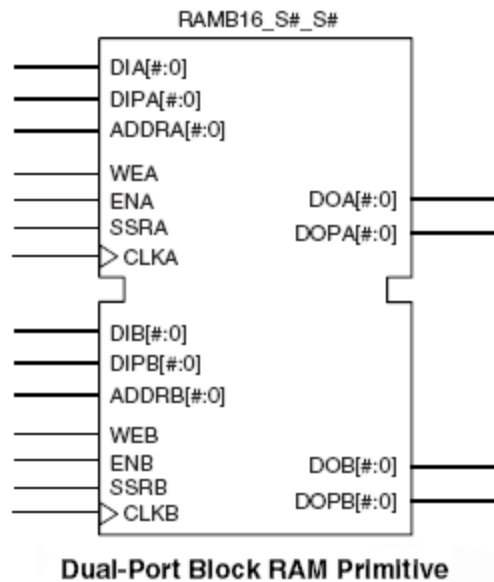 RAMB16_S#_S#
DIA[#:0]
DIPA[#:0]
ADDRA[#:0]
WEA
ENA
DOA[#:0]
SSRA
DOPA[#:0]
CLKA
DIB[#:0]
DIPB[#:0]
ADDRB[#:0]
WEB
ENB
DOB[#:0]
SSRB
DOPB[#:0]
CLKB
Dual-Port Block RAM Primitive